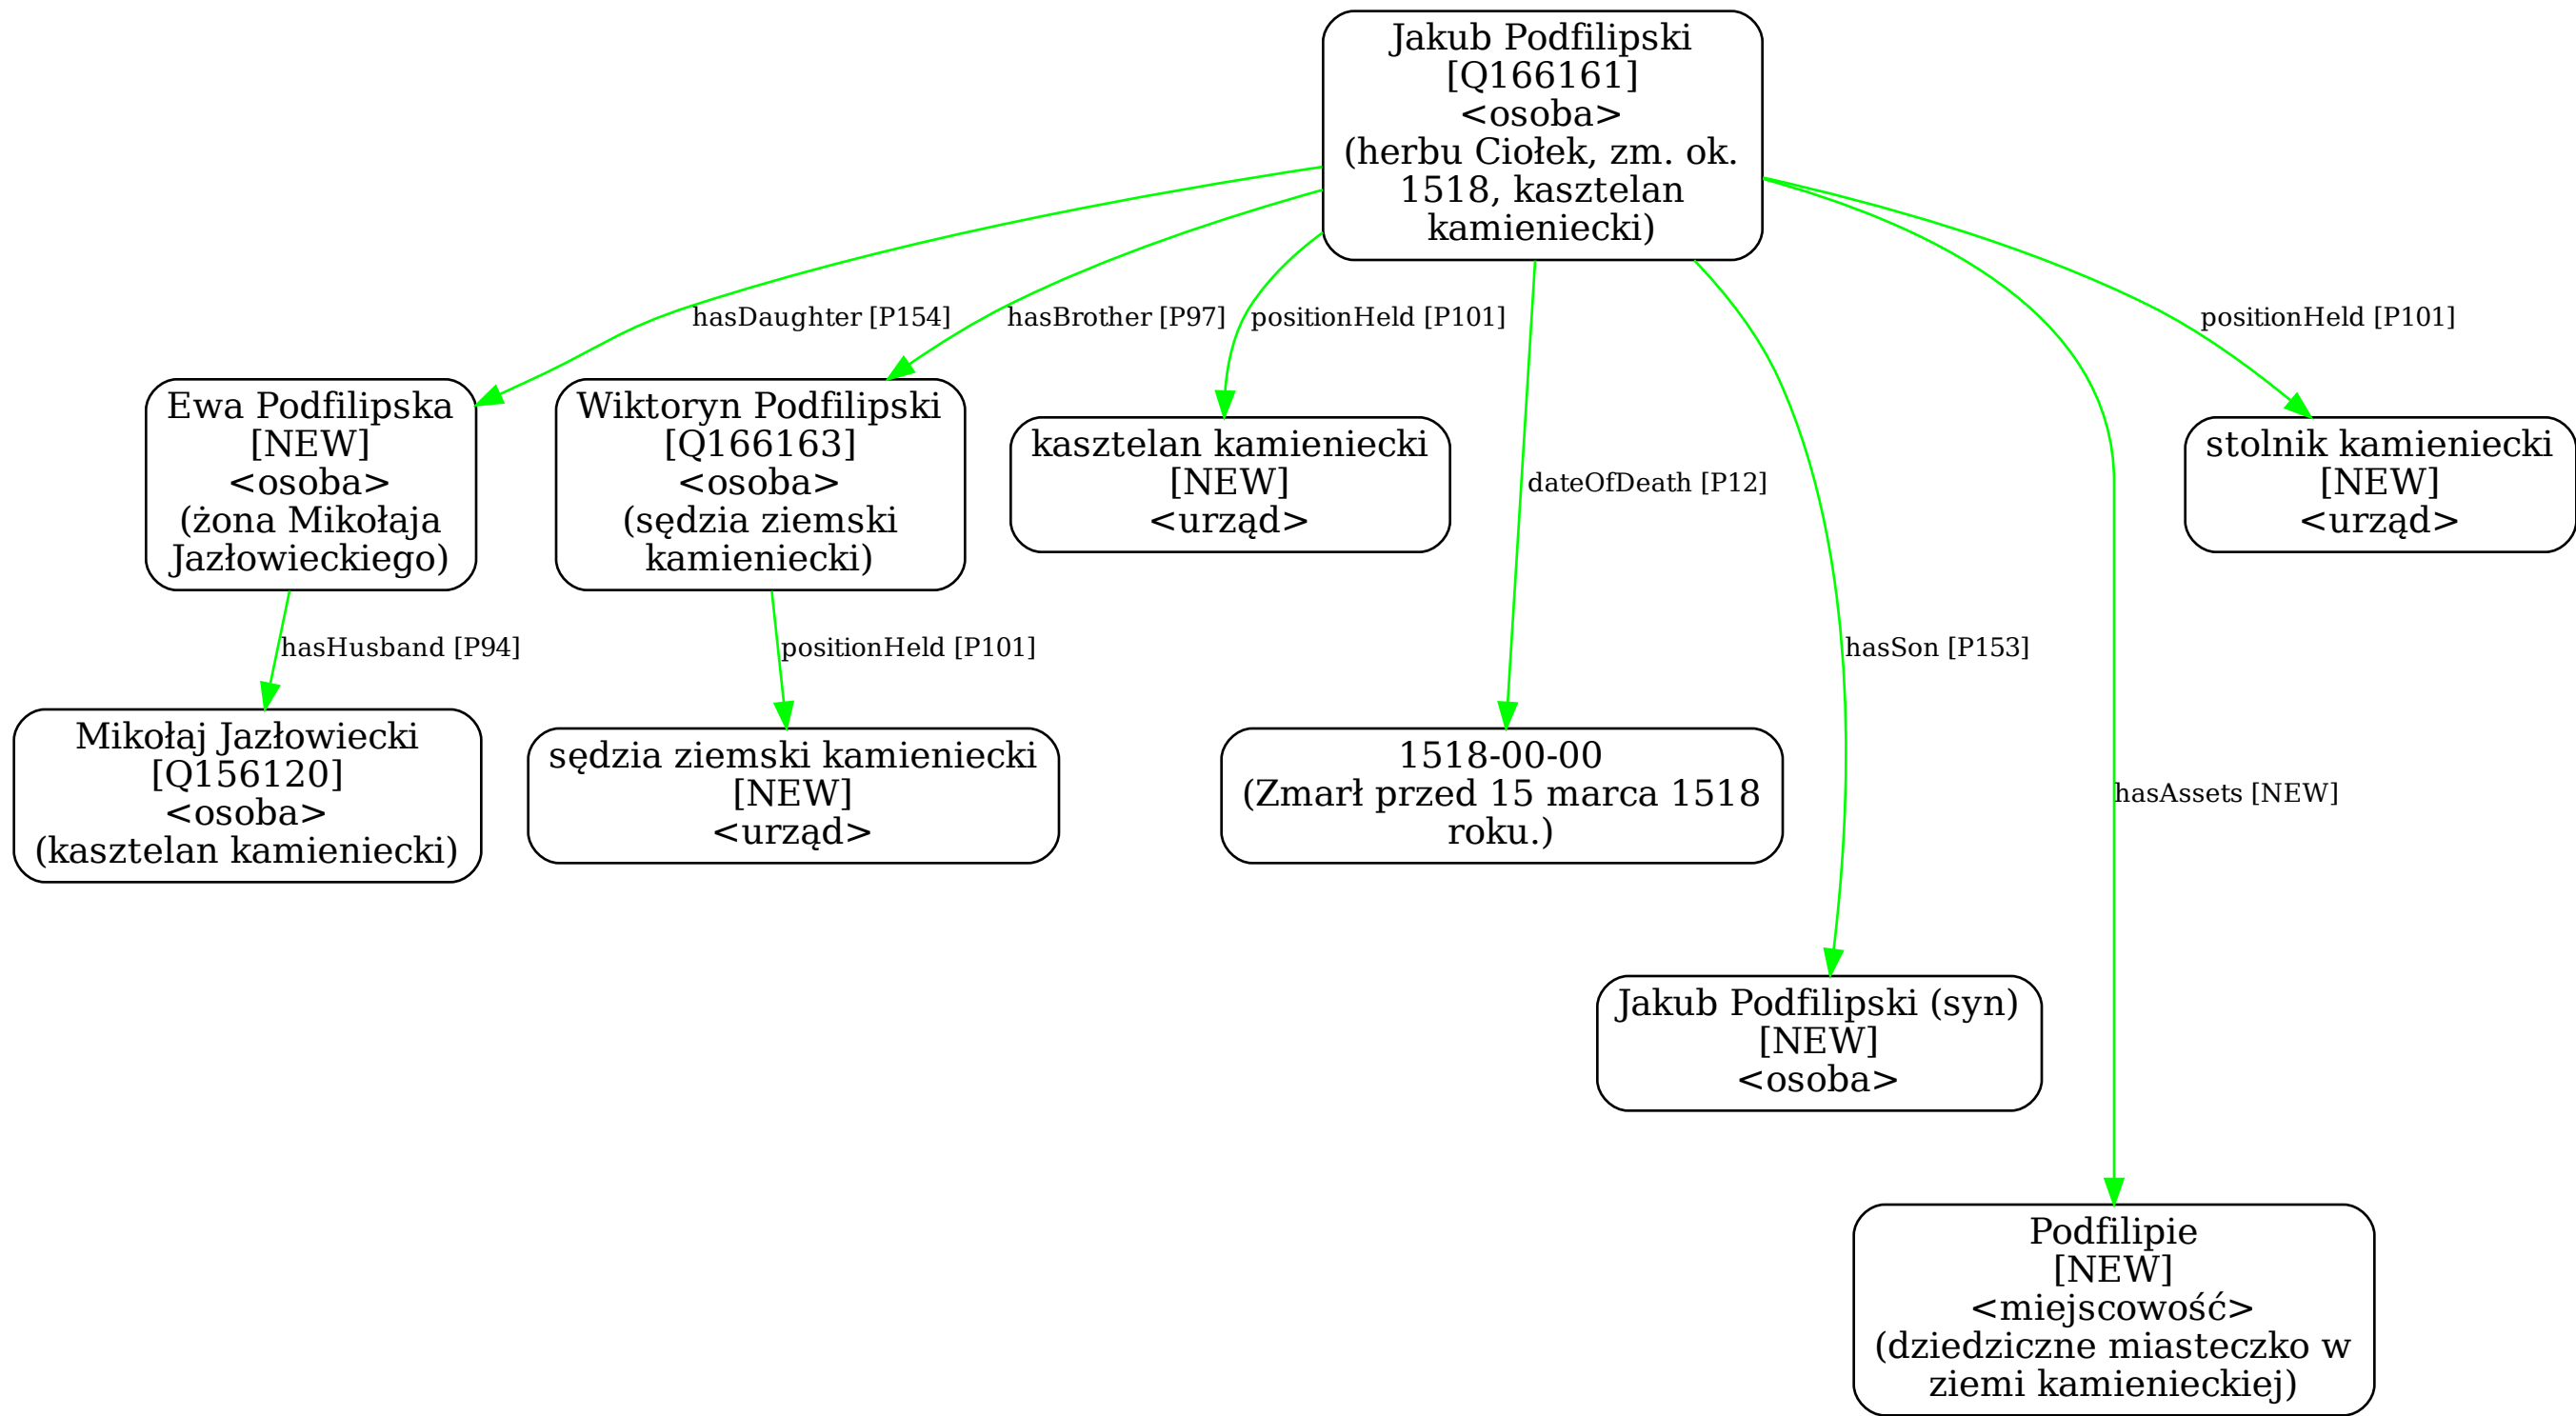 Jakub Podfilipski
[Q166161]
<osoba>
(herbu Ciołek, zm. ok.
1518, kasztelan
kamieniecki)
hasDaughter [P154]
hasBrother [P97]
positionHeld [P101]
positionHeld [P101]
Ewa Podfilipska
[NEW]
<osoba>
(żona Mikołaja
Jazłowieckiego)
Wiktoryn Podfilipski
[Q166163]
<osoba>
(sędzia ziemski
kamieniecki)
kasztelan kamieniecki
[NEW]
<urząd>
dateOfDeath [P12]
stolnik kamieniecki
[NEW]
<urząd>
hasHusband [P94]
positionHeld [P101]
hasSon [P153]
Mikołaj Jazłowiecki
[Q156120]
<osoba>
(kasztelan kamieniecki)
sędzia ziemski kamieniecki
[NEW]
<urząd>
1518-00-00
(Zmarł przed 15 marca 1518
roku.)
hasAssets [NEW]
Jakub Podfilipski (syn)
[NEW]
<osoba>
Podfilipie
[NEW]
<miejscowość>
(dziedziczne miasteczko w
ziemi kamienieckiej)